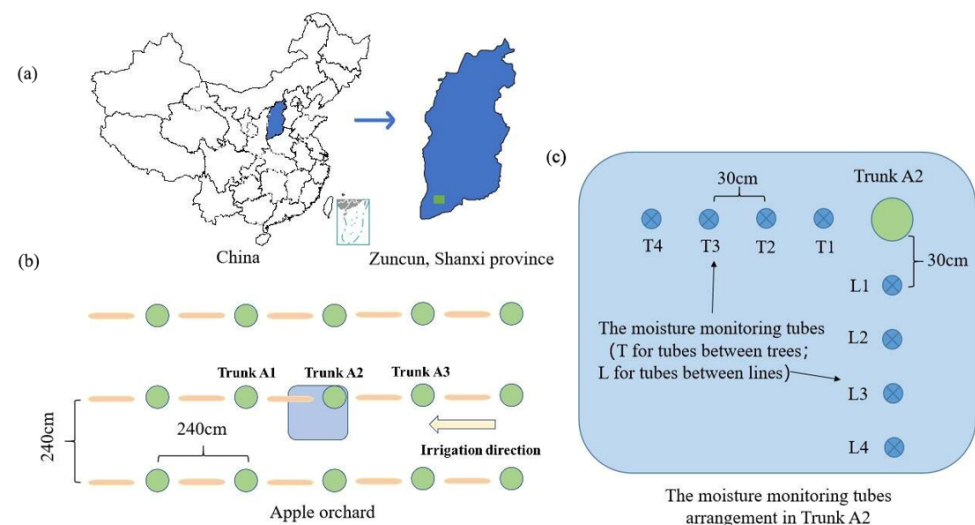 (a)
China
Zuncun, Shanxi province
(b)
Trunk A1
Trunk A2
Trunk A3
240cm
240cm
Irrigation direction
Apple orchard
(c)
30cm
Trunk A2
T4
T3
T2
T1
30cm
L1
The moisture monitoring tubes
(T for tubes between trees;
L for tubes between lines)
L2
L3
L4
The moisture monitoring tubes
arrangement in Trunk A2